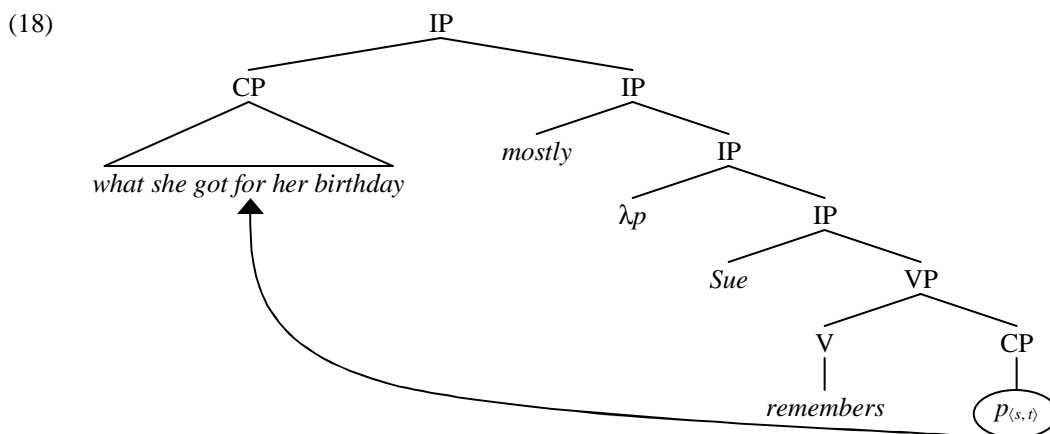 (18) IP
CP IP
mostly IP
what she got for her birthday
λp IP
Sue VP
V CP
remembers p⟨s, t⟩